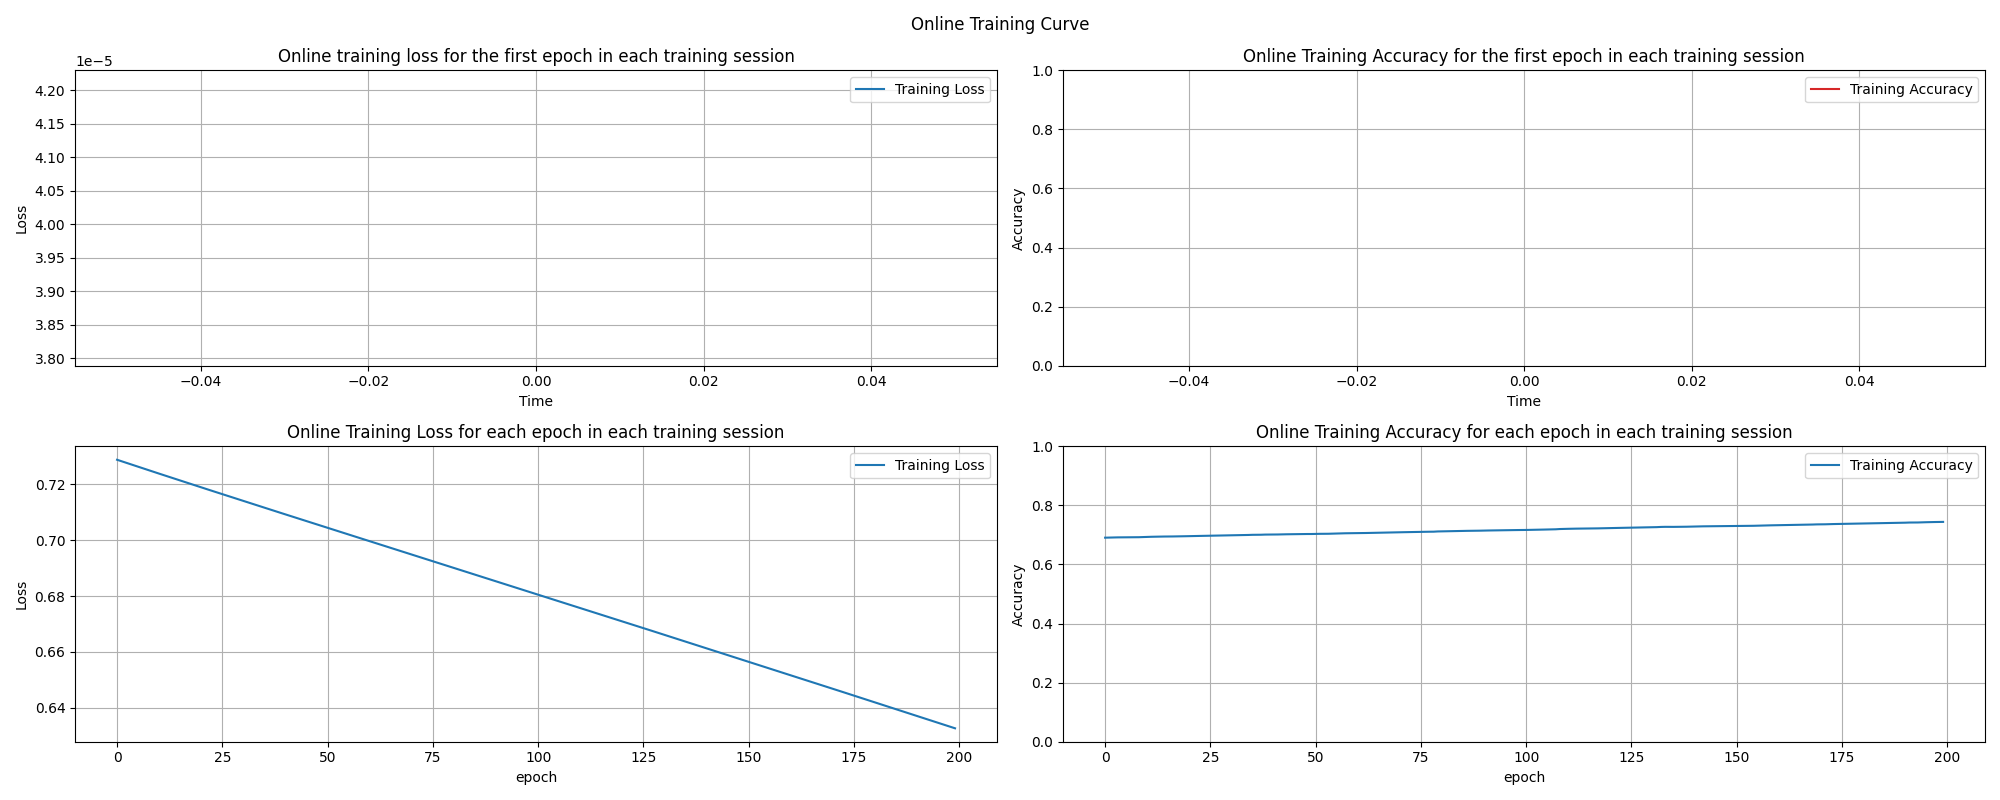 Online Training Curve
Online training loss for the first epoch in each training session
1e−5
Training Loss
4.20
4.15
4.10
4.05
4.00
3.95
3.90
3.85
3.80
Loss
−0.04 −0.02 0.00 0.02 0.04
Time
Online Training Accuracy for the first epoch in each training session
Training Accuracy
1.0
0.8
0.6
0.4
0.2
0.0
Accuracy
−0.04 −0.02 0.00 0.02 0.04
Time
Online Training Loss for each epoch in each training session
Training Loss
0.72
0.70
0.68
0.66
0.64
Loss
0 25 50 75 100 125 150 175 200
epoch
Online Training Accuracy for each epoch in each training session
Training Accuracy
1.0
0.8
0.6
0.4
0.2
0.0
Accuracy
0 25 50 75 100 125 150 175 200
epoch